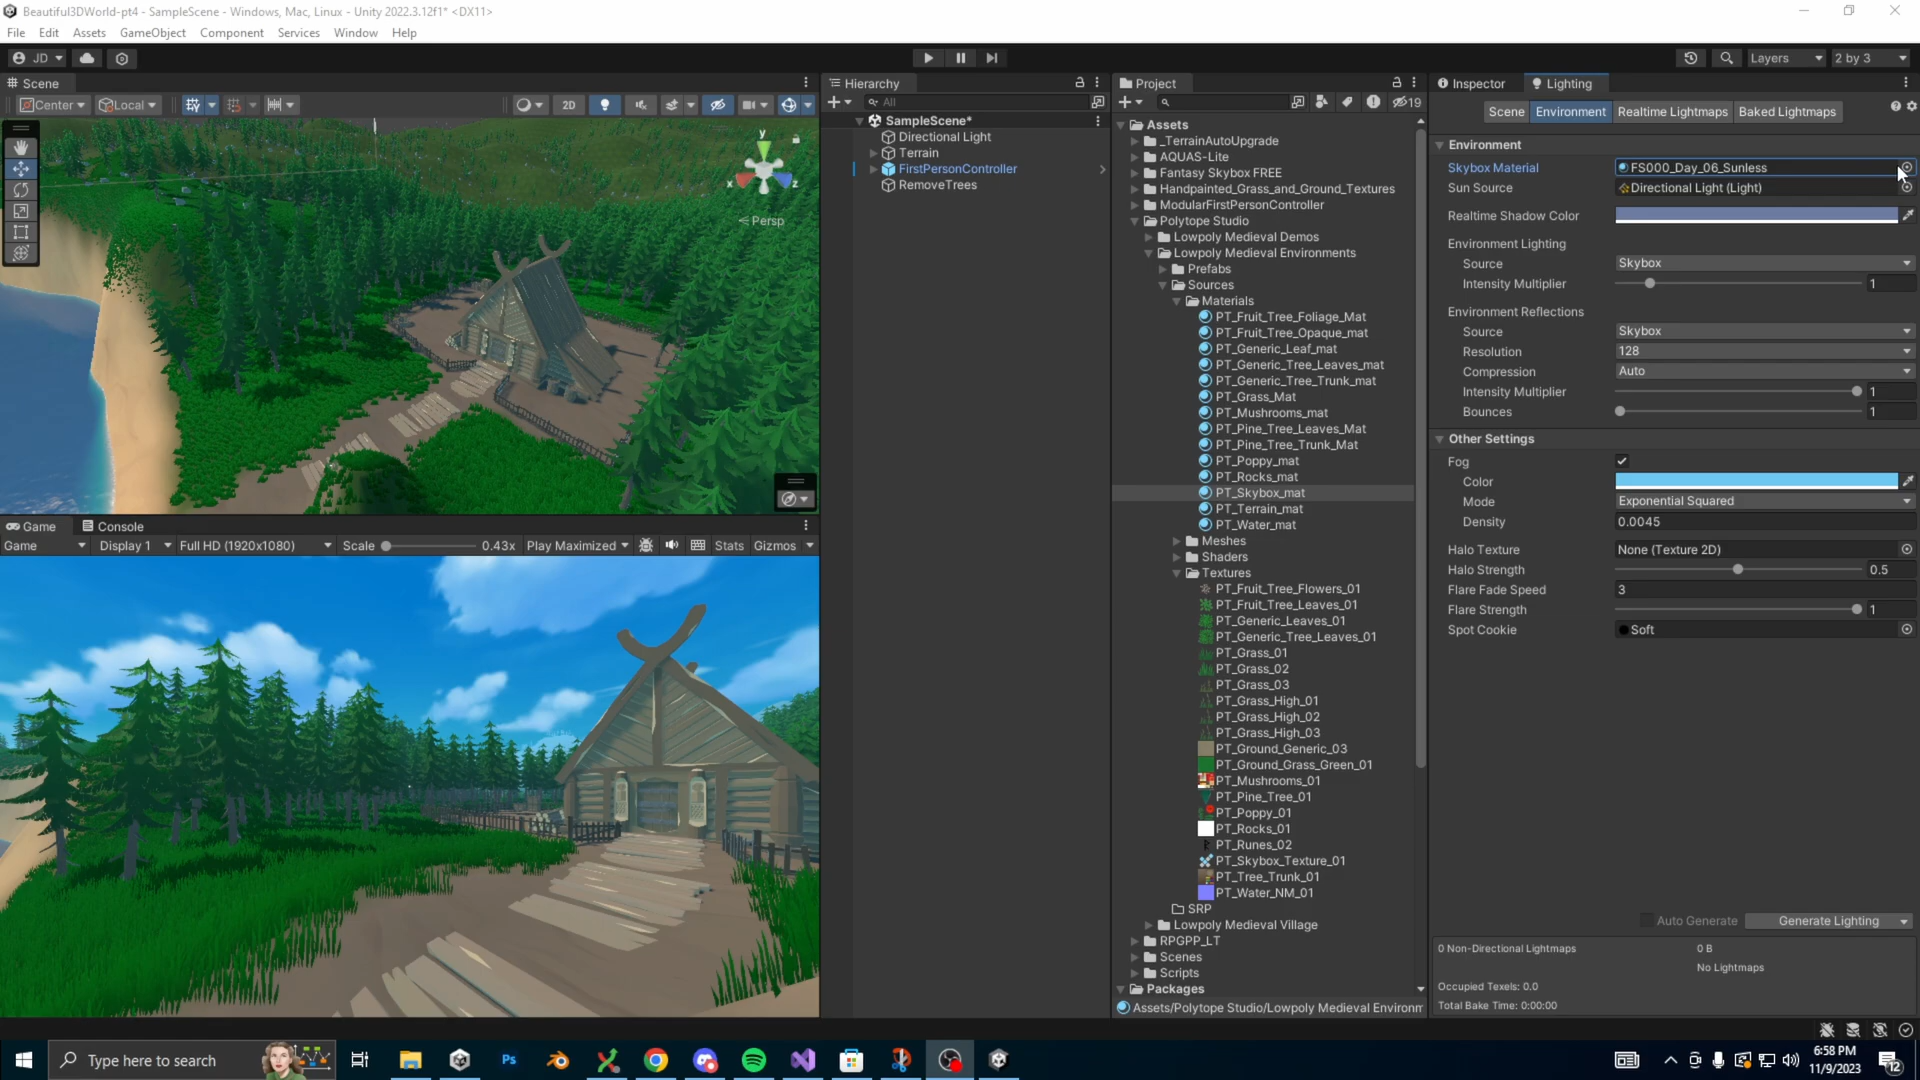 Beautiful3DWorld-pt4 - SampleScene - Windows, Mac, Linux - Unity 2022.3.12f1* <DX11>
File Edit Assets GameObject Component Services Window Help
JD
Layers
2 by 3
Scene
Center Local
2D
y
x
z
Persp
Game Console
Game Display 1 Full HD (1920x1080) Scale 0.43x Play Maximized Stats Gizmos
Hierarchy
All
SampleScene*
Directional Light
Terrain
FirstPersonController
RemoveTrees
Project
19
Assets
_TerrainAutoUpgrade
AQUAS-Lite
Fantasy Skybox FREE
Handpainted_Grass_and_Ground_Textures
ModularFirstPersonController
Polytope Studio
Lowpoly Medieval Demos
Lowpoly Medieval Environments
Prefabs
Sources
Materials
PT_Fruit_Tree_Foliage_Mat
PT_Fruit_Tree_Opaque_mat
PT_Generic_Leaf_mat
PT_Generic_Tree_Leaves_mat
PT_Generic_Tree_Trunk_mat
PT_Grass_Mat
PT_Mushrooms_mat
PT_Pine_Tree_Leaves_Mat
PT_Pine_Tree_Trunk_Mat
PT_Poppy_mat
PT_Rocks_mat
PT_Skybox_mat
PT_Terrain_mat
PT_Water_mat
Meshes
Shaders
Textures
PT_Fruit_Tree_Flowers_01
PT_Fruit_Tree_Leaves_01
PT_Generic_Leaves_01
PT_Generic_Tree_Leaves_01
PT_Grass_01
PT_Grass_02
PT_Grass_03
PT_Grass_High_01
PT_Grass_High_02
PT_Grass_High_03
PT_Ground_Generic_03
PT_Ground_Grass_Green_01
PT_Mushrooms_01
PT_Pine_Tree_01
PT_Poppy_01
PT_Rocks_01
PT_Runes_02
PT_Skybox_Texture_01
PT_Tree_Trunk_01
PT_Water_NM_01
SRP
Lowpoly Medieval Village
RPGPP_LT
Scenes
Scripts
Packages
Assets/Polytope Studio/Lowpoly Medieval Environm
Inspector Lighting
Scene Environment Realtime Lightmaps Baked Lightmaps
Environment
Skybox Material FS000_Day_06_Sunless
Sun Source Directional Light (Light)
Realtime Shadow Color
Environment Lighting
Source Skybox
Intensity Multiplier 1
Environment Reflections
Source Skybox
Resolution 128
Compression Auto
Intensity Multiplier 1
Bounces 1
Other Settings
Fog
Color
Mode Exponential Squared
Density 0.0045
Halo Texture None (Texture 2D)
Halo Strength 0.5
Flare Fade Speed 3
Flare Strength 1
Spot Cookie Soft
Auto Generate Generate Lighting
0 Non-Directional Lightmaps 0 B
No Lightmaps
Occupied Texels: 0.0
Total Bake Time: 0:00:00
Type here to search
Ps
6:58 PM
11/9/2023
12